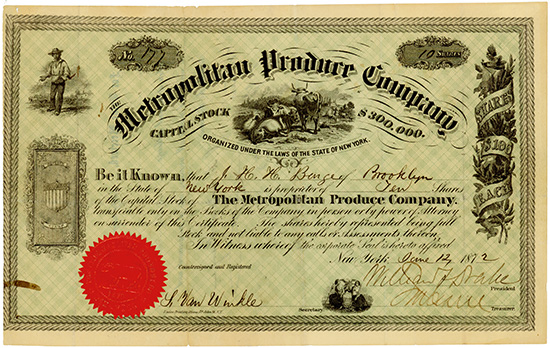 No. 177
10 Shares
THE
Metropolitan Produce Company,
CAPITAL STOCK $300,000.
ORGANIZED UNDER THE LAWS OF THE STATE OF NEW YORK.
SHARES
$100
EACH
Be it Known, that J. H. H. of Brooklyn
in the State of New York is proprietor of Ten Shares
of the Capital Stock of The Metropolitan Produce Company.
transferable only on the Books of the Company in person or by power of Attorney
on surrender of this Certificate. The shares hereby represented being full
Stock and not liable to any calls or Assessments thereon
In Witness whereof the corporate Seal is hereto affixed
New York, June 12 1872
Countersigned and Registered
William Drake
President
S. Van Winkle
Secretary.
Treasurer.